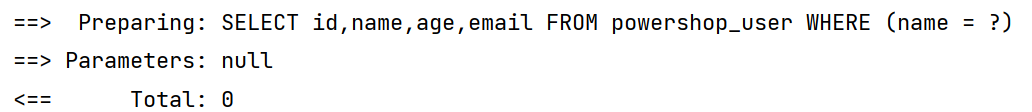 ==>  Preparing: SELECT id,name,age,email FROM powershop_user WHERE (name = ?)
==> Parameters: null
<==      Total: 0